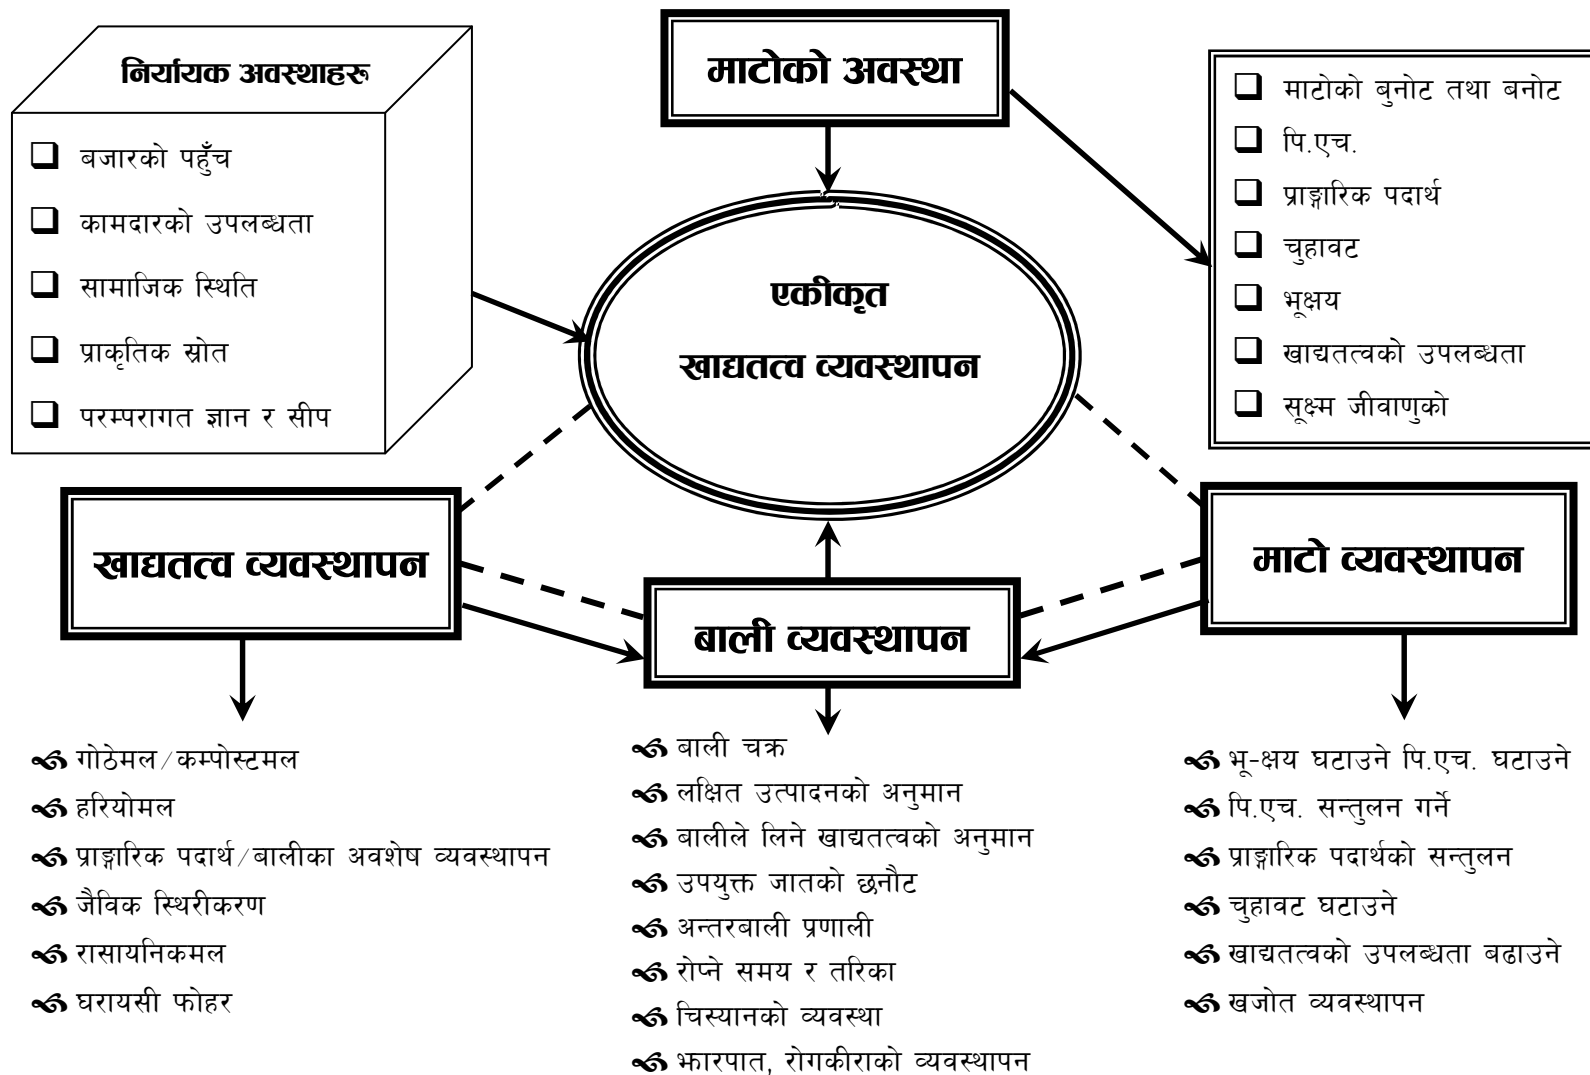 निर्यायक अवस्थाहरू
बजारको पहुँच
कामदारको उपलब्धता
सामाजिक स्थिति
प्राकृतिक स्रोत
परम्परागत ज्ञान र सीप
माटोको अवस्था
माटोको बुनोट तथा बनोट
पि.एच.
प्राङ्गारिक पदार्थ
चुहावट
भूक्षय
खाद्यतत्वको उपलब्धता
सूक्ष्म जीवाणुको
एकीकृत
खाद्यतत्व व्यवस्थापन
खाद्यतत्व व्यवस्थापन
गोठेमल/कम्पोस्टमल
हरियोमल
प्राङ्गारिक पदार्थ/बालीका अवशेष व्यवस्थापन
जैविक स्थिरीकरण
रासायनिकमल
घरायसी फोहर
बाली व्यवस्थापन
बाली चक्र
लक्षित उत्पादनको अनुमान
बालीले लिने खाद्यतत्वको अनुमान
उपयुक्त जातको छनौट
अन्तरबाली प्रणाली
रोप्ने समय र तरिका
चिस्यानको व्यवस्था
झारपात, रोगकीराको व्यवस्थापन
माटो व्यवस्थापन
भू-क्षय घटाउने पि.एच. घटाउने
पि.एच. सन्तुलन गर्ने
प्राङ्गारिक पदार्थको सन्तुलन
चुहावट घटाउने
खाद्यतत्वको उपलब्धता बढाउने
खजोत व्यवस्थापन